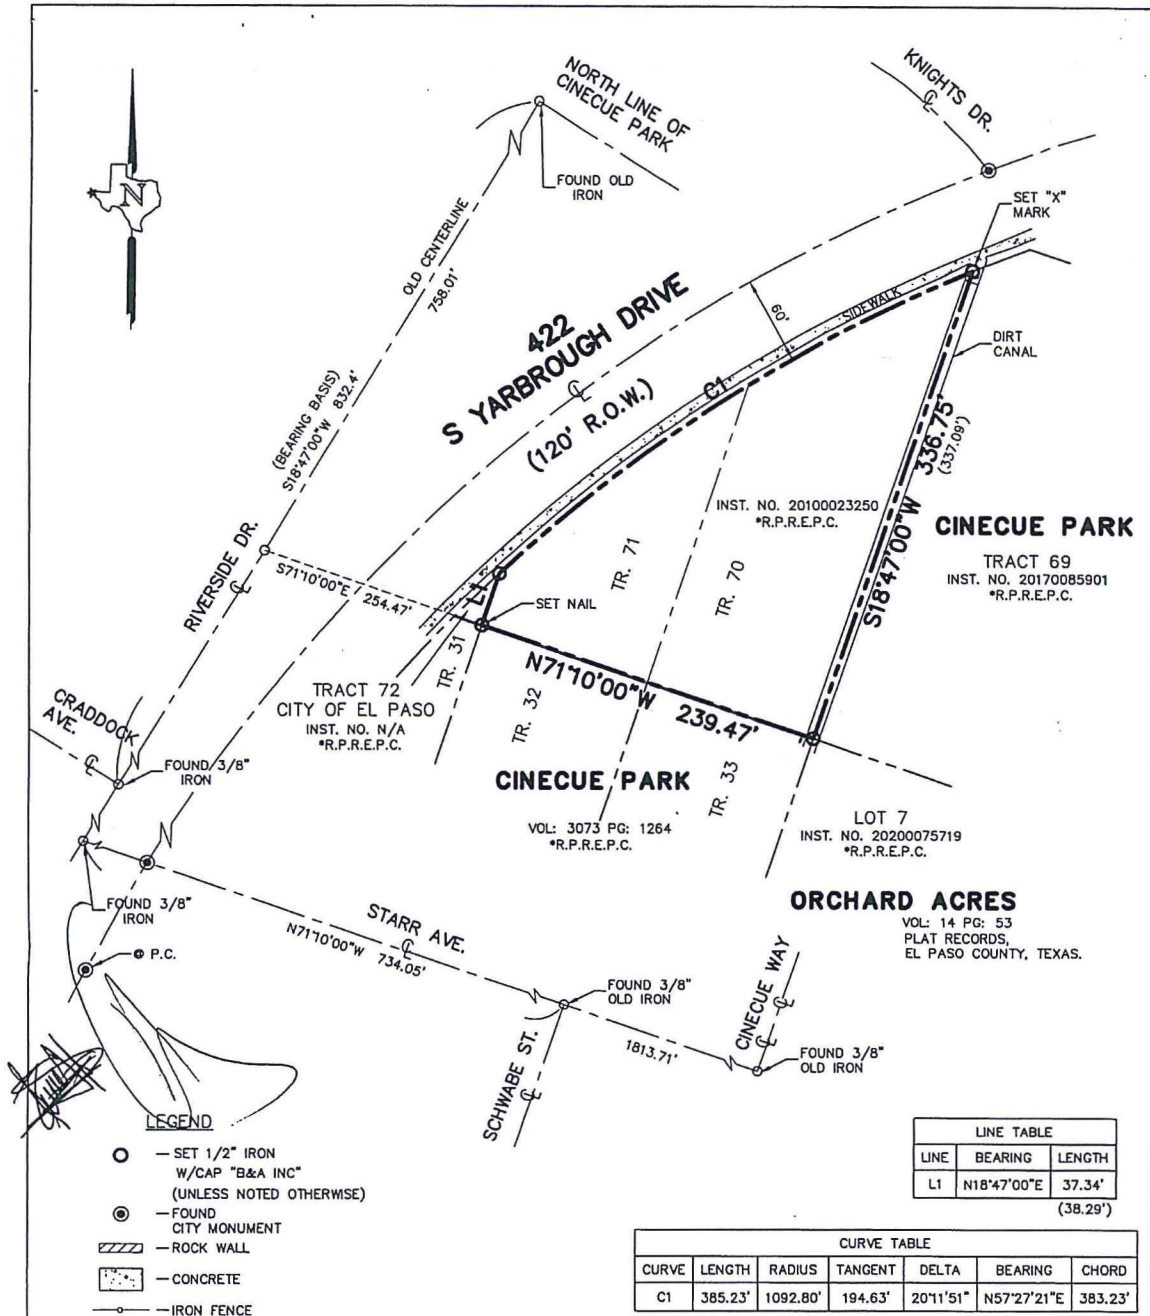 N
NORTH LINE OF
CINECUE PARK
FOUND OLD
IRON
KNIGHTS DR.
SET "X"
MARK
OLD CENTERLINE
758.01'
(BEARING BASIS)
S18°47'00"W 832.4'
RIVERSIDE DR.
422
S YARBROUGH DRIVE
(120' R.O.W.)
60'
SIDEWALK
C1
DIRT
CANAL
336.75'
(337.09')
S18°47'00"W
INST. NO. 20100023250
*R.P.R.E.P.C.
CINECUE PARK
TRACT 69
INST. NO. 20170085901
*R.P.R.E.P.C.
TR. 71
TR. 70
S71°10'00"E 254.47'
L1
SET NAIL
TR. 31
TR. 32
N71°10'00"W 239.47'
TRACT 72
CITY OF EL PASO
INST. NO. N/A
*R.P.R.E.P.C.
CRADDOCK
AVE.
FOUND 3/8"
IRON
CINECUE PARK
VOL: 3073 PG: 1264
*R.P.R.E.P.C.
TR. 33
LOT 7
INST. NO. 20200075719
*R.P.R.E.P.C.
ORCHARD ACRES
VOL: 14 PG: 53
PLAT RECORDS,
EL PASO COUNTY, TEXAS.
FOUND 3/8"
IRON
P.C.
STARR AVE.
N71°10'00"W 734.05'
FOUND 3/8"
OLD IRON
CINECUE WAY
SCHWABE ST.
1813.71'
FOUND 3/8"
OLD IRON
LEGEND
— SET 1/2" IRON
W/CAP "B&A INC"
(UNLESS NOTED OTHERWISE)
— FOUND
CITY MONUMENT
— ROCK WALL
— CONCRETE
— IRON FENCE
LINE TABLE
LINE BEARING LENGTH
L1 N18°47'00"E 37.34'
(38.29')
CURVE TABLE
CURVE LENGTH RADIUS TANGENT DELTA BEARING CHORD
C1 385.23' 1092.80' 194.63' 20°11'51" N57°27'21"E 383.23'